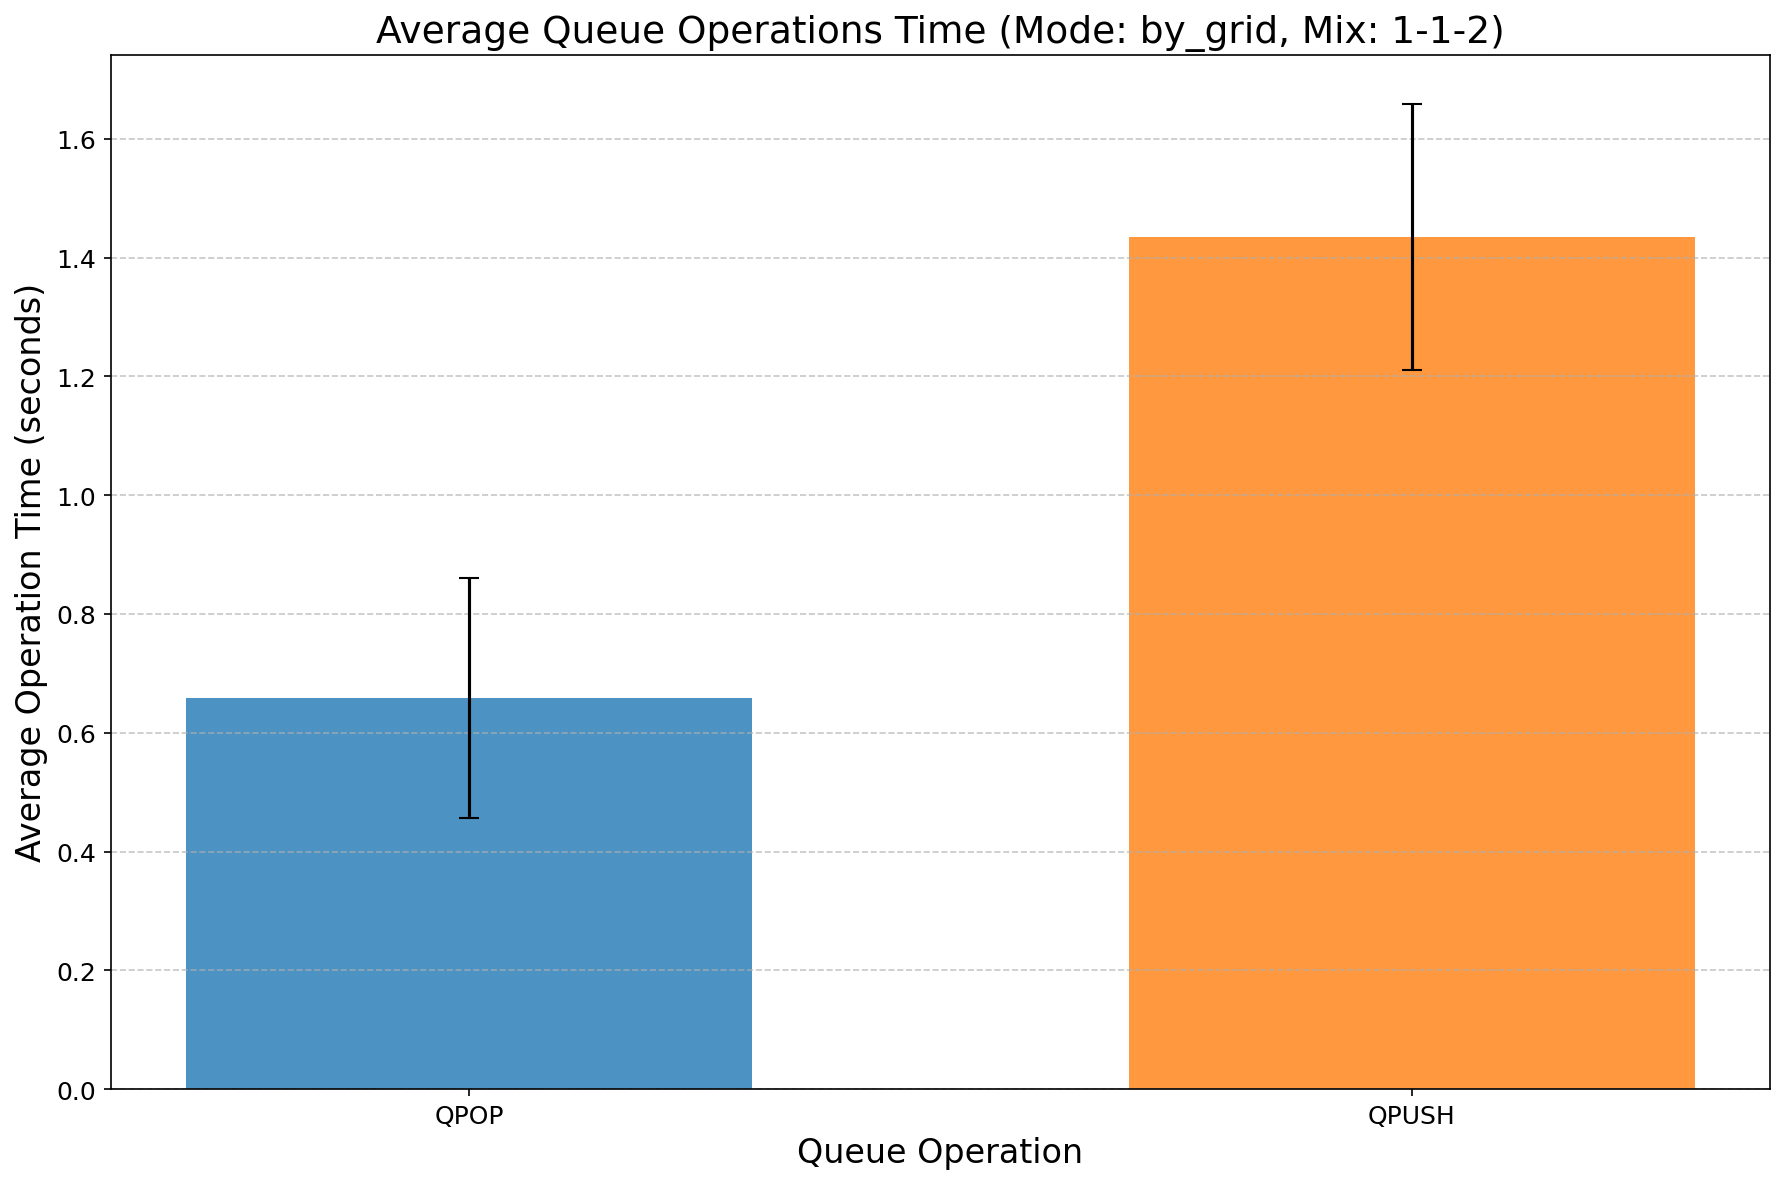 Average Queue Operations Time (Mode: by_grid, Mix: 1-1-2)
Average Operation Time (seconds)
1.6
1.4
1.2
1.0
0.8
0.6
0.4
0.2
0.0
QPOP QPUSH
Queue Operation